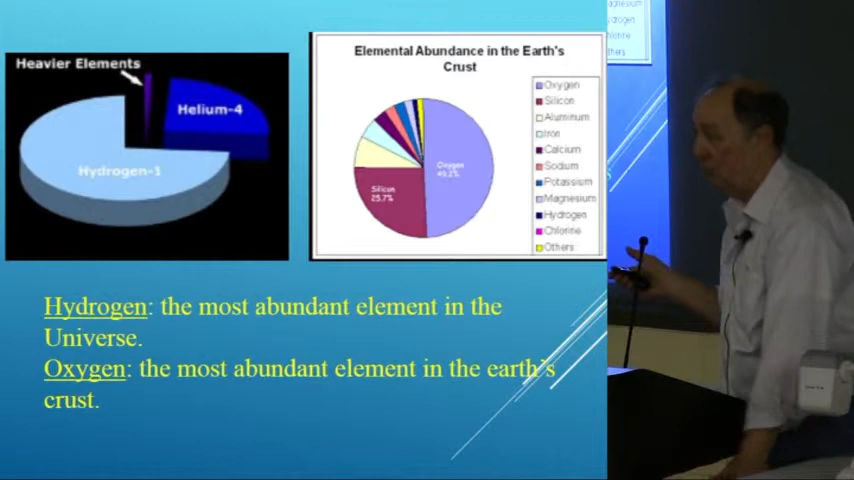 Heavier Elements
Helium-4
Hydrogen-1
Elemental Abundance in the Earth's
Crust
Oxygen
Silicon
Aluminum
Iron
Calcium
Sodium
Potassium
Magnesium
Hydrogen
Chlorine
Others
Oxygen
49.2%
Silicon
25.7%
Hydrogen: the most abundant element in the
Universe.
Oxygen: the most abundant element in the earth's
crust.